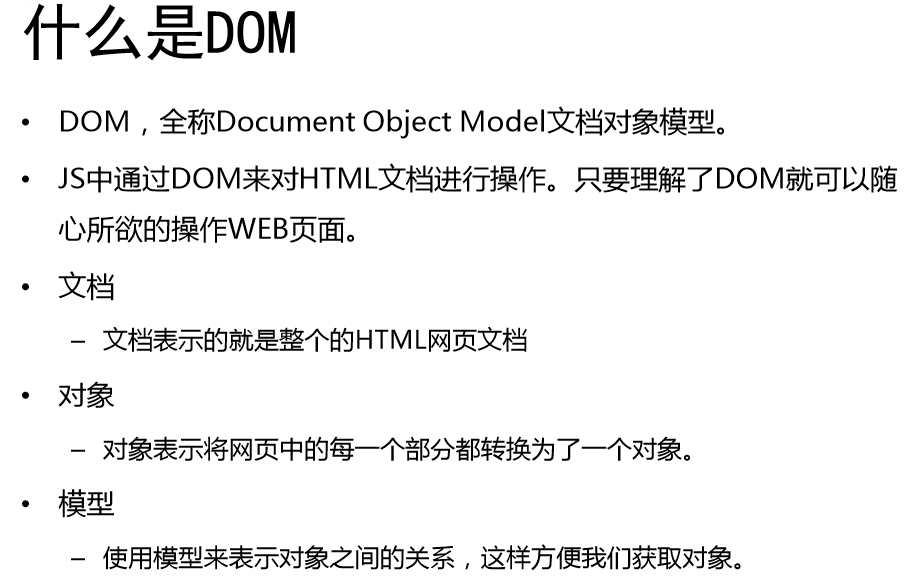 什么是DOM
• DOM，全称Document Object Model文档对象模型。
• JS中通过DOM来对HTML文档进行操作。只要理解了DOM就可以随
心所欲的操作WEB页面。
• 文档
– 文档表示的就是整个的HTML网页文档
• 对象
– 对象表示将网页中的每一个部分都转换为了一个对象。
• 模型
– 使用模型来表示对象之间的关系，这样方便我们获取对象。